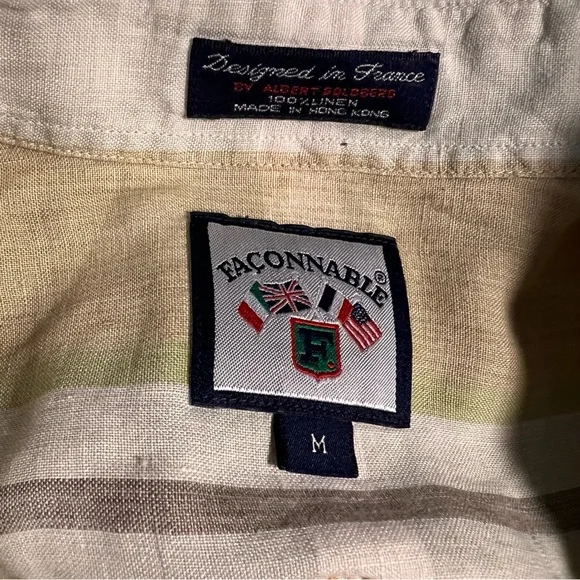 Designed in France
BY ALBERT GOLDBERG
100% LINEN
MADE IN HONG KONG
FAÇONNABLE®
F.
M